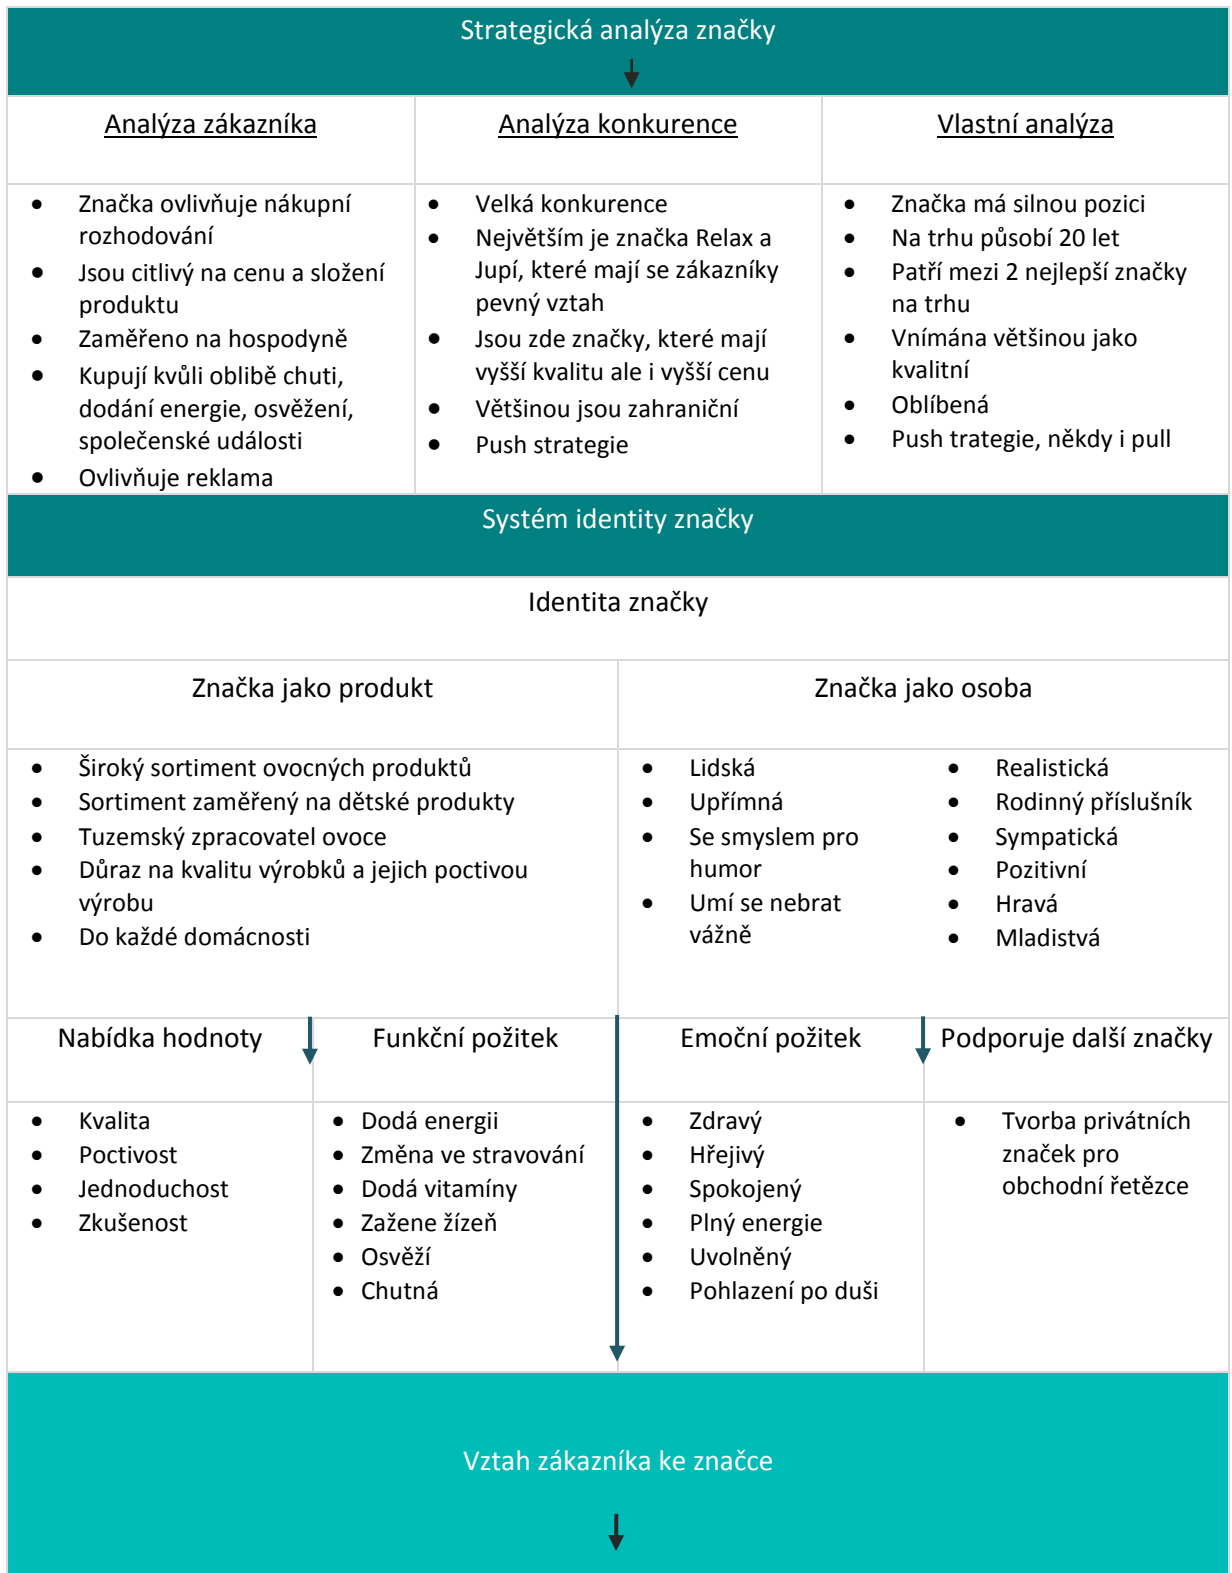 Strategická analýza značky
Analýza zákazníka
• Značka ovlivňuje nákupní
rozhodování
• Jsou citlivý na cenu a složení
produktu
• Zaměřeno na hospodyně
• Kupují kvůli oblibě chuti,
dodání energie, osvěžení,
společenské události
• Ovlivňuje reklama
Analýza konkurence
• Velká konkurence
• Největším je značka Relax a
Jupí, které mají se zákazníky
pevný vztah
• Jsou zde značky, které mají
vyšší kvalitu ale i vyšší cenu
• Většinou jsou zahraniční
• Push strategie
Vlastní analýza
• Značka má silnou pozici
• Na trhu působí 20 let
• Patří mezi 2 nejlepší značky
na trhu
• Vnímána většinou jako
kvalitní
• Oblíbená
• Push trategie, někdy i pull
Systém identity značky
Identita značky
Značka jako produkt
• Široký sortiment ovocných produktů
• Sortiment zaměřený na dětské produkty
• Tuzemský zpracovatel ovoce
• Důraz na kvalitu výrobků a jejich poctivou
výrobu
• Do každé domácnosti
Značka jako osoba
• Lidská
• Upřímná
• Se smyslem pro
humor
• Umí se nebrat
vážně
• Realistická
• Rodinný příslušník
• Sympatická
• Pozitivní
• Hravá
• Mladistvá
Nabídka hodnoty
• Kvalita
• Poctivost
• Jednoduchost
• Zkušenost
Funkční požitek
• Dodá energii
• Změna ve stravování
• Dodá vitamíny
• Zažene žízeň
• Osvěží
• Chutná
Emoční požitek
• Zdravý
• Hřejivý
• Spokojený
• Plný energie
• Uvolněný
• Pohlazení po duši
Podporuje další značky
• Tvorba privátních
značek pro
obchodní řetězce
Vztah zákazníka ke značce